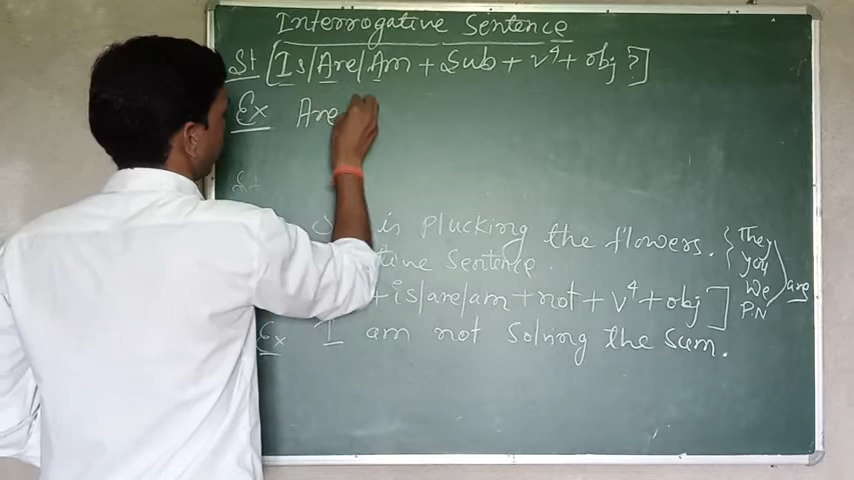 Interrogative Sentence
St [Is/Are/Am + Sub + v⁴ + obj ?]
Ex Are
St
is plucking the flowers. { They
you
We
PN
are
tive Sentence.
+ is/are/am + not + v⁴ + obj ]
Ex I am not solving the sum.